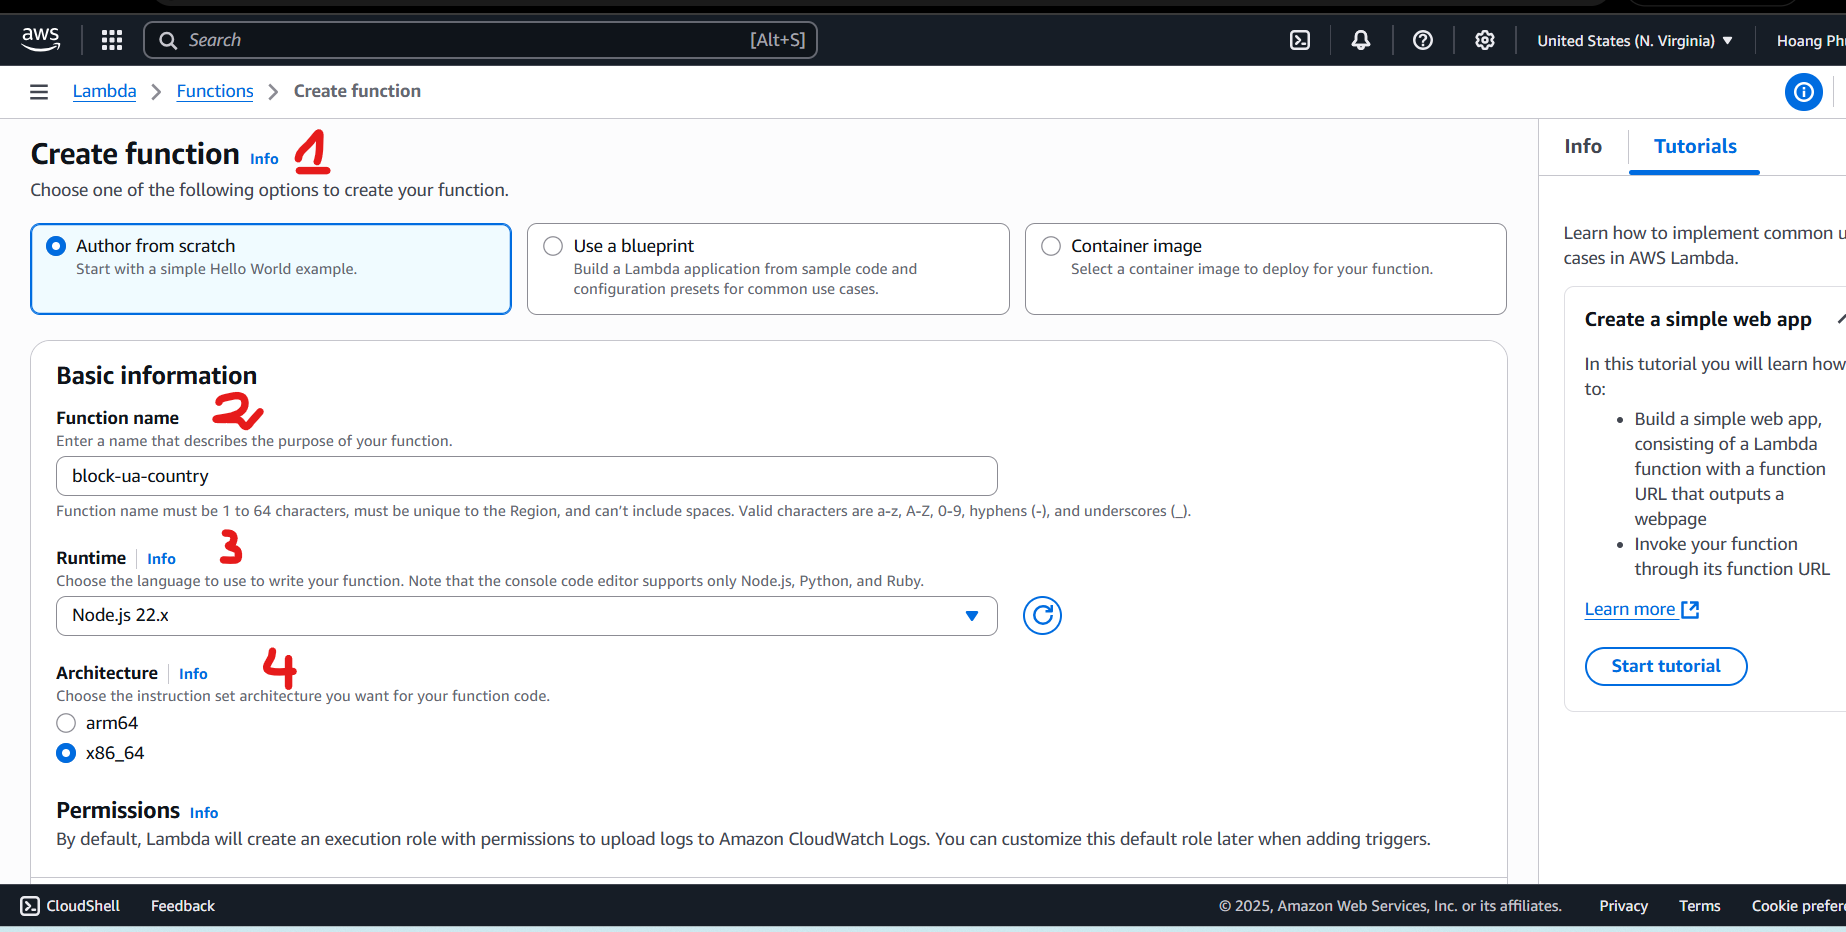 aws
Search
[Alt+S]
United States (N. Virginia)
Hoang
Lambda
Functions
Create function
Create function
Info
1
Choose one of the following options to create your function.
Author from scratch
Start with a simple Hello World example.
Use a blueprint
Build a Lambda application from sample code and
configuration presets for common use cases.
Container image
Select a container image to deploy for your function.
Basic information
Function name
2
Enter a name that describes the purpose of your function.
block-ua-country
Function name must be 1 to 64 characters, must be unique to the Region, and can’t include spaces. Valid characters are a-z, A-Z, 0-9, hyphens (-), and underscores (_).
Runtime
Info
3
Choose the language to use to write your function. Note that the console code editor supports only Node.js, Python, and Ruby.
Node.js 22.x
Architecture
Info
4
Choose the instruction set architecture you want for your function code.
arm64
x86_64
Permissions
Info
By default, Lambda will create an execution role with permissions to upload logs to Amazon CloudWatch Logs. You can customize this default role later when adding triggers.
Info
Tutorials
Learn how to implement common
cases in AWS Lambda.
Create a simple web app
In this tutorial you will learn how
to:
• Build a simple web app,
consisting of a Lambda
function with a function
URL that outputs a
webpage
• Invoke your function
through its function URL
Learn more
Start tutorial
CloudShell
Feedback
© 2025, Amazon Web Services, Inc. or its affiliates.
Privacy
Terms
Cookie